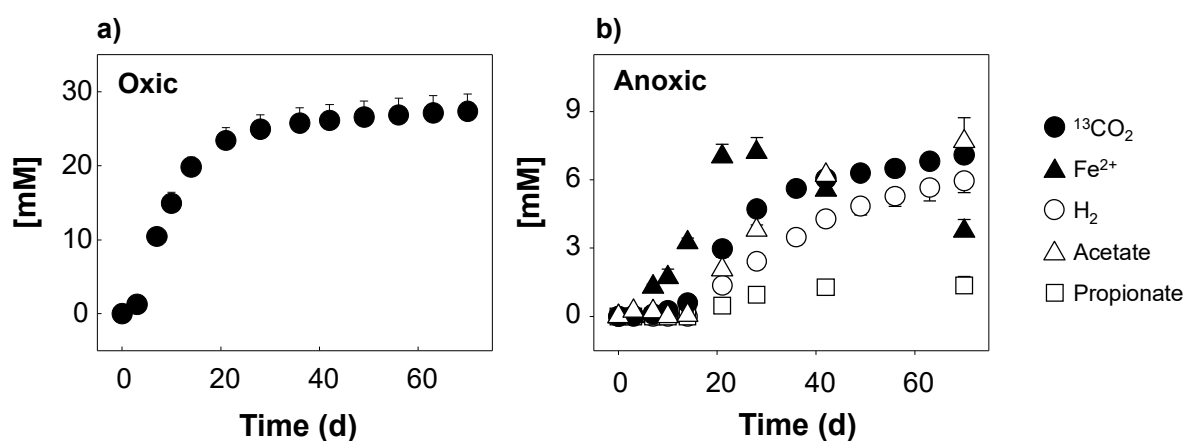 a)
Oxic
[mM]
30
20
10
0
0 20 40 60
Time (d)
b)
Anoxic
[mM]
9
6
3
0
0 20 40 60
Time (d)
¹³CO₂
Fe²⁺
H₂
Acetate
Propionate